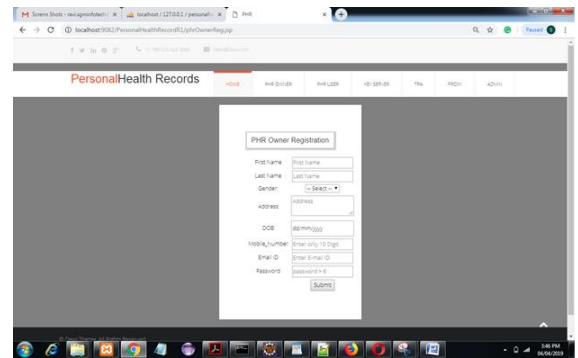 Screen Shots - raviapminfotech
localhost / 127.0.0.1 / personal
PHR
localhost:9082/PersonalHealthRecordR1/phrOwnerReg.jsp
Paused
PersonalHealth Records
HOME
PHR OWNER
PHR USER
KEY SERVER
TPA
PROXY
ADMIN
PHR Owner Registration
First Name First Name
Last Name Last Name
Gender: -- Select --
Address Address
DOB dd/mm/yyyy
Mobile_Number Enter only 10 Digit
Email ID Enter E-mail ID
Password password > 6
Submit
3:46 PM
04/04/2019